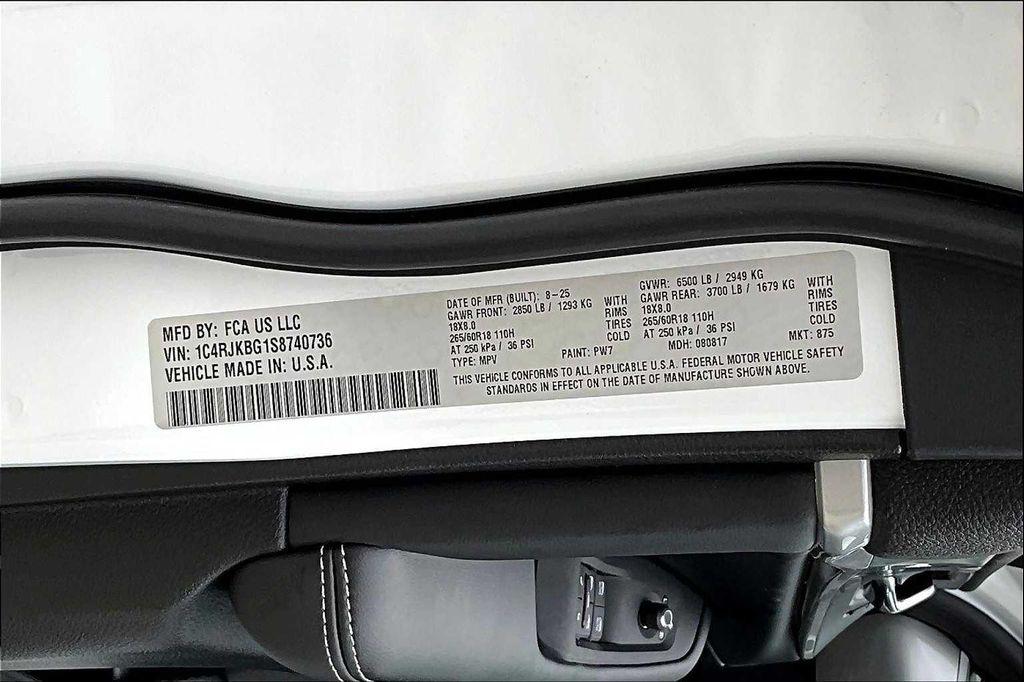 MFD BY: FCA US LLC
VIN: 1C4RJKBG1S8740736
VEHICLE MADE IN: U.S.A.
DATE OF MFR (BUILT): 8-25
GAWR FRONT: 2850 LB / 1293 KG WITH
18X8.0 RIMS
265/60R18 110H TIRES
AT 250 kPa / 36 PSI COLD
TYPE: MPV PAINT: PW7
GVWR: 6500 LB / 2949 KG
GAWR REAR: 3700 LB / 1679 KG WITH
18X8.0 RIMS
265/60R18 110H TIRES
AT 250 kPa / 36 PSI COLD
MDH: 080817 MKT: 875
THIS VEHICLE CONFORMS TO ALL APPLICABLE U.S.A. FEDERAL MOTOR VEHICLE SAFETY
STANDARDS IN EFFECT ON THE DATE OF MANUFACTURE SHOWN ABOVE.